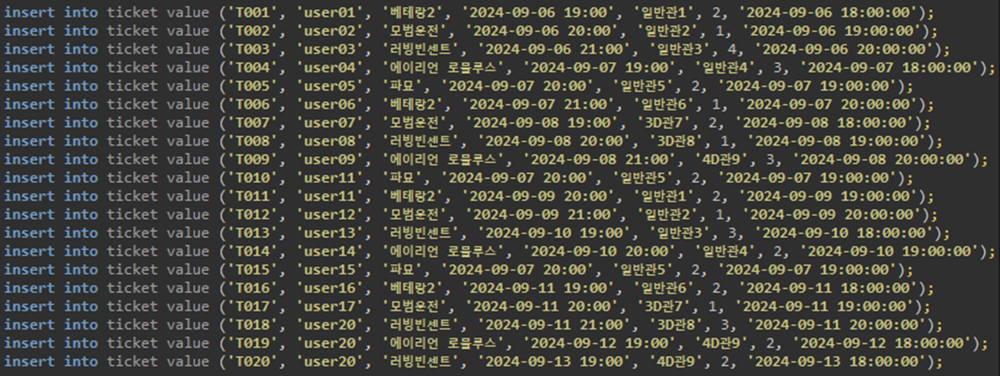 insert into ticket value ('T001', 'user01', '베테랑2', '2024-09-06 19:00', '일반관1', 2, '2024-09-06 18:00:00');
insert into ticket value ('T002', 'user02', '모범운전', '2024-09-06 20:00', '일반관2', 1, '2024-09-06 19:00:00');
insert into ticket value ('T003', 'user03', '러빙빈센트', '2024-09-06 21:00', '일반관3', 4, '2024-09-06 20:00:00');
insert into ticket value ('T004', 'user04', '에이리언 로물루스', '2024-09-07 19:00', '일반관4', 3, '2024-09-07 18:00:00');
insert into ticket value ('T005', 'user05', '파묘', '2024-09-07 20:00', '일반관5', 2, '2024-09-07 19:00:00');
insert into ticket value ('T006', 'user06', '베테랑2', '2024-09-07 21:00', '일반관6', 1, '2024-09-07 20:00:00');
insert into ticket value ('T007', 'user07', '모범운전', '2024-09-08 19:00', '3D관7', 2, '2024-09-08 18:00:00');
insert into ticket value ('T008', 'user08', '러빙빈센트', '2024-09-08 20:00', '3D관8', 1, '2024-09-08 19:00:00');
insert into ticket value ('T009', 'user09', '에이리언 로물루스', '2024-09-08 21:00', '4D관9', 3, '2024-09-08 20:00:00');
insert into ticket value ('T010', 'user11', '파묘', '2024-09-07 20:00', '일반관5', 2, '2024-09-07 19:00:00');
insert into ticket value ('T011', 'user11', '베테랑2', '2024-09-09 20:00', '일반관1', 2, '2024-09-09 19:00:00');
insert into ticket value ('T012', 'user12', '모범운전', '2024-09-09 21:00', '일반관2', 1, '2024-09-09 20:00:00');
insert into ticket value ('T013', 'user13', '러빙빈센트', '2024-09-10 19:00', '일반관3', 3, '2024-09-10 18:00:00');
insert into ticket value ('T014', 'user14', '에이리언 로물루스', '2024-09-10 20:00', '일반관4', 2, '2024-09-10 19:00:00');
insert into ticket value ('T015', 'user15', '파묘', '2024-09-07 20:00', '일반관5', 2, '2024-09-07 19:00:00');
insert into ticket value ('T016', 'user16', '베테랑2', '2024-09-11 19:00', '일반관6', 2, '2024-09-11 18:00:00');
insert into ticket value ('T017', 'user17', '모범운전', '2024-09-11 20:00', '3D관7', 1, '2024-09-11 19:00:00');
insert into ticket value ('T018', 'user20', '러빙빈센트', '2024-09-11 21:00', '3D관8', 3, '2024-09-11 20:00:00');
insert into ticket value ('T019', 'user20', '에이리언 로물루스', '2024-09-12 19:00', '4D관9', 2, '2024-09-12 18:00:00');
insert into ticket value ('T020', 'user20', '러빙빈센트', '2024-09-13 19:00', '4D관9', 2, '2024-09-13 18:00:00');